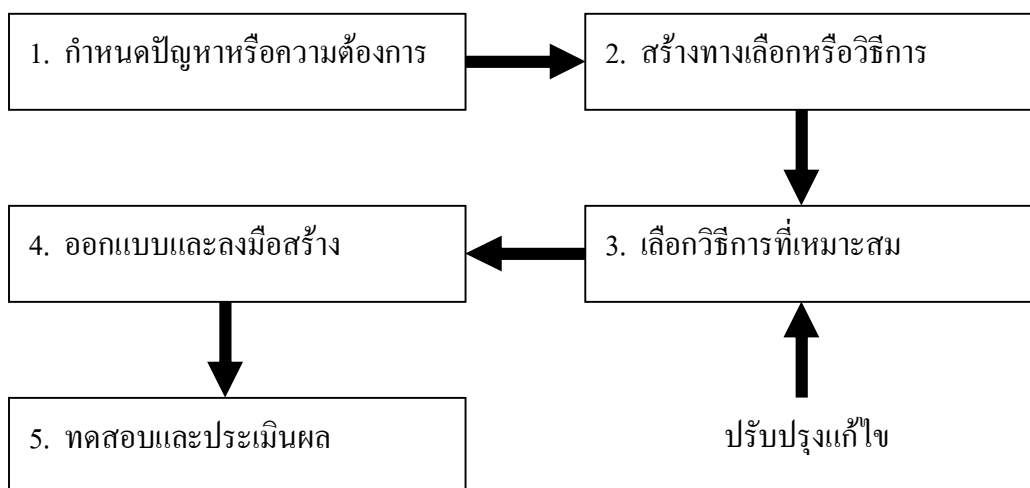 1. กำหนดปัญหาหรือความต้องการ
2. สร้างทางเลือกหรือวิธีการ
4. ออกแบบและลงมือสร้าง
3. เลือกวิธีการที่เหมาะสม
5. ทดสอบและประเมินผล
ปรับปรุงแก้ไข